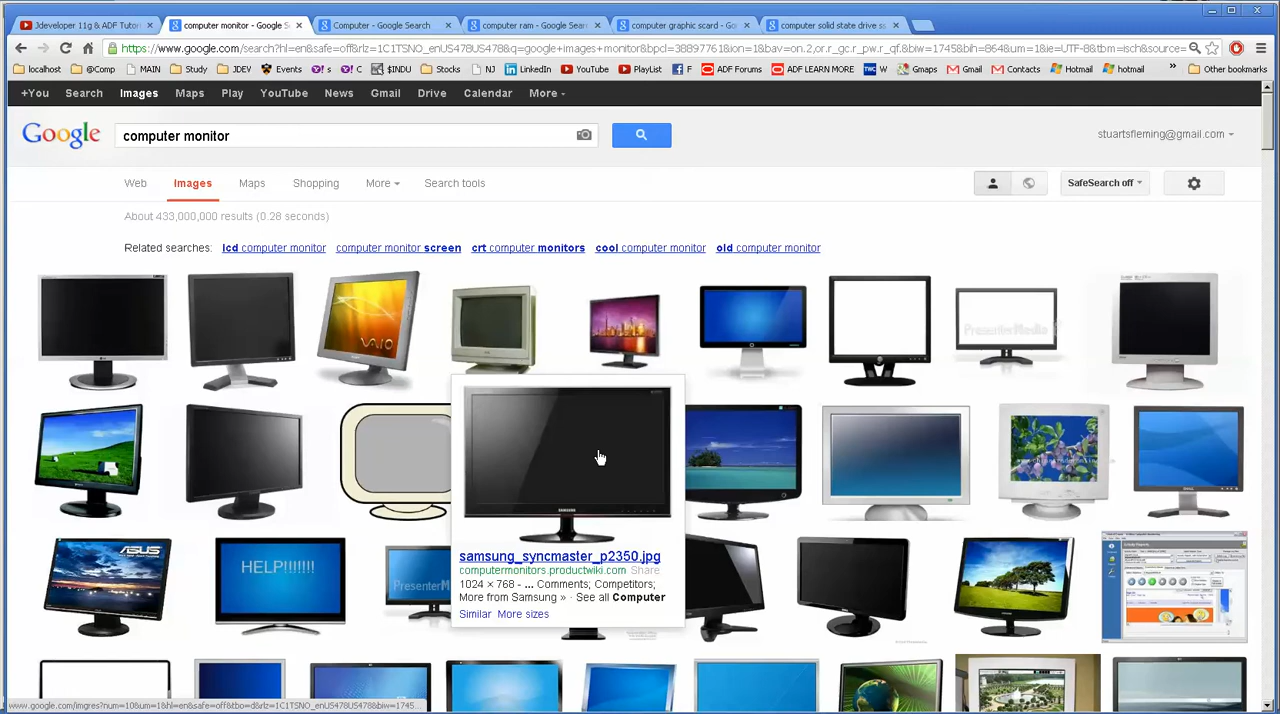 Jdeveloper 11g & ADF Tutor
computer monitor - Google S
Computer - Google Search
computer ram - Google Sear
computer graphic scard - Go
computer solid state drive s
https://www.google.com/search?hl=en&safe=off&rlz=1C1TSNO_enUS478US478&q=google+images+monitor&bpcl=38897761&ion=1&bav=on.2,or.r_gc.r_pw.r_qf.&biw=1745&bih=864&um=1&ie=UTF-8&tbm=isch&source=
localhost @Comp MAIN Study JDEV Events Y! s Y! C $INDU Stocks NJ LinkedIn YouTube PlayList F ADF Forums ADF LEARN MORE W Gmaps Gmail Contacts Hotmail hotmail » Other bookmarks
+You Search Images Maps Play YouTube News Gmail Drive Calendar More
Google computer monitor stuartsfleming@gmail.com
Web Images Maps Shopping More Search tools SafeSearch off
About 433,000,000 results (0.28 seconds)
Related searches: lcd computer monitor computer monitor screen crt computer monitors cool computer monitor old computer monitor
VAIO
PresenterMedia
SAMSUNG
samsung_syncmaster_p2350.jpg
computer-monitors.productwiki.com Share
1024 × 768 - ... Comments; Competitors;
More from Samsung » · See all Computer
Similar More sizes
ASUS
HELP!!!!!!!
PresenterM
www.google.com/imgres?num=10&um=1&hl=en&safe=off&tbo=d&rlz=1C1TSNO_enUS478US478&biw=1745...